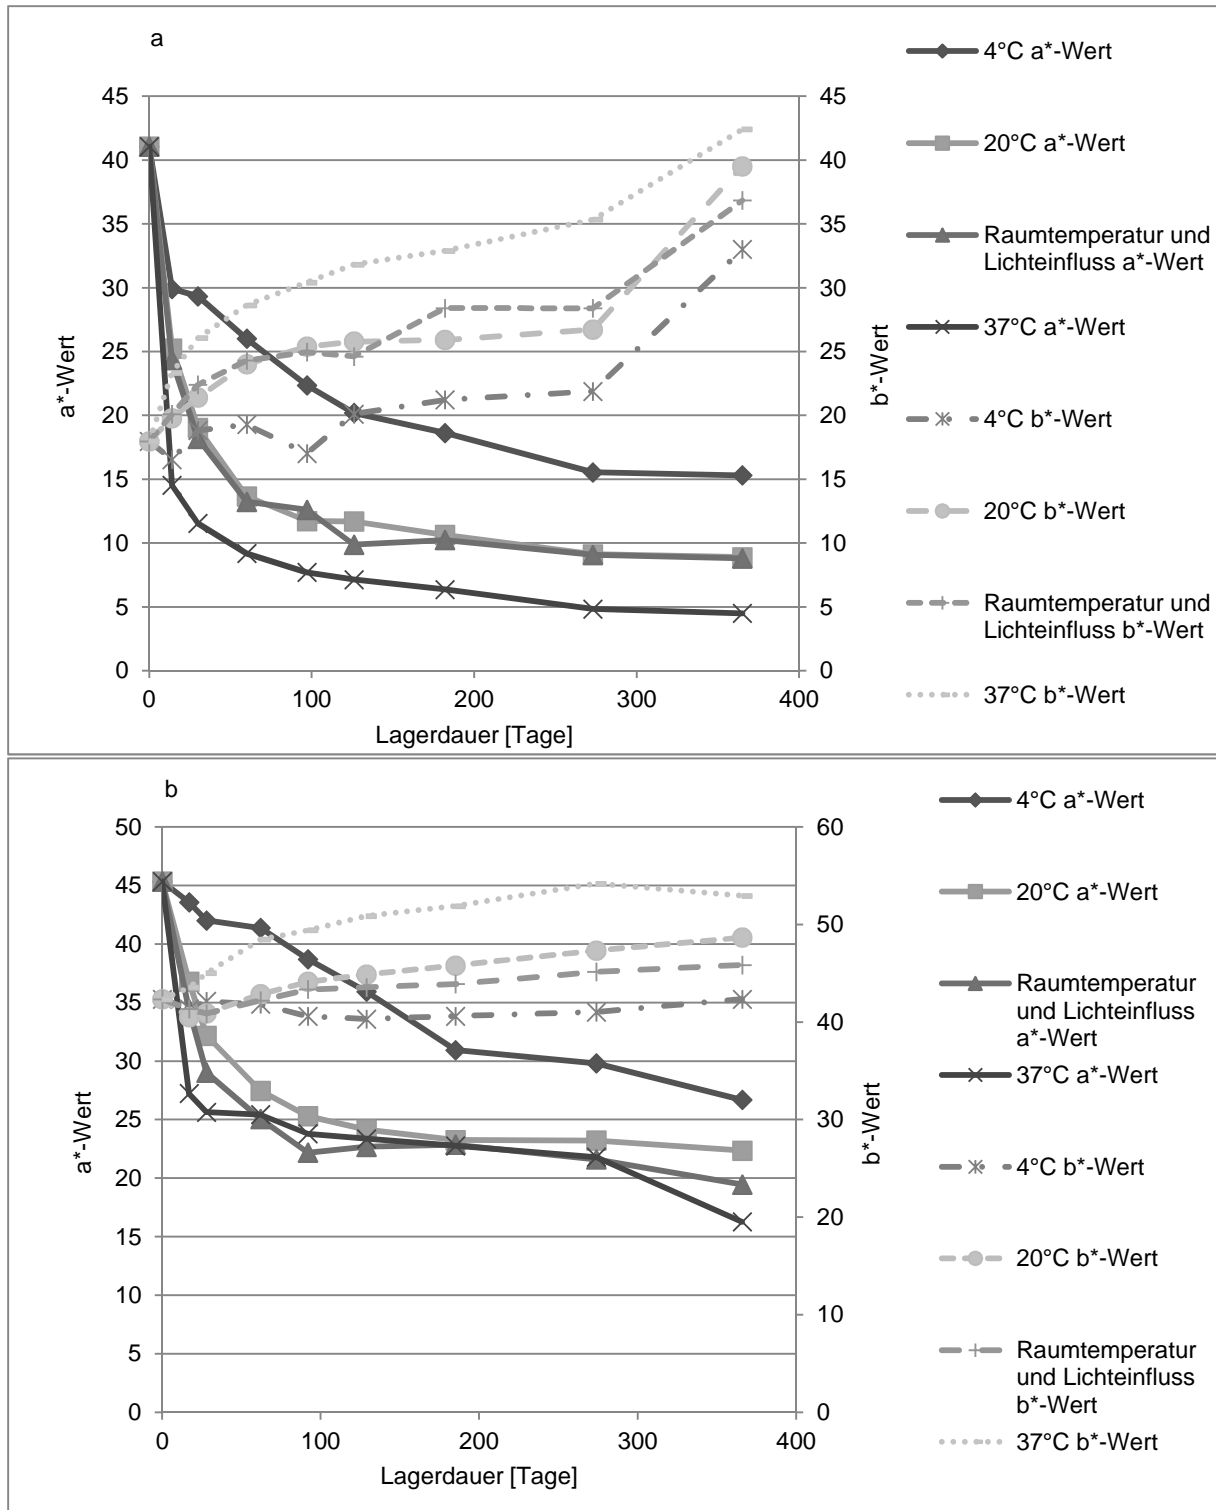 a
4°C a*-Wert
20°C a*-Wert
Raumtemperatur und
Lichteinfluss a*-Wert
37°C a*-Wert
4°C b*-Wert
20°C b*-Wert
Raumtemperatur und
Lichteinfluss b*-Wert
37°C b*-Wert
45
40
35
30
25
20
15
10
5
0
a*-Wert
45
40
35
30
25
20
15
10
5
0
b*-Wert
0 100 200 300 400
Lagerdauer [Tage]
b
4°C a*-Wert
20°C a*-Wert
Raumtemperatur
und Lichteinfluss
a*-Wert
37°C a*-Wert
4°C b*-Wert
20°C b*-Wert
Raumtemperatur
und Lichteinfluss
b*-Wert
37°C b*-Wert
50
45
40
35
30
25
20
15
10
5
0
a*-Wert
60
50
40
30
20
10
0
b*-Wert
0 100 200 300 400
Lagerdauer [Tage]